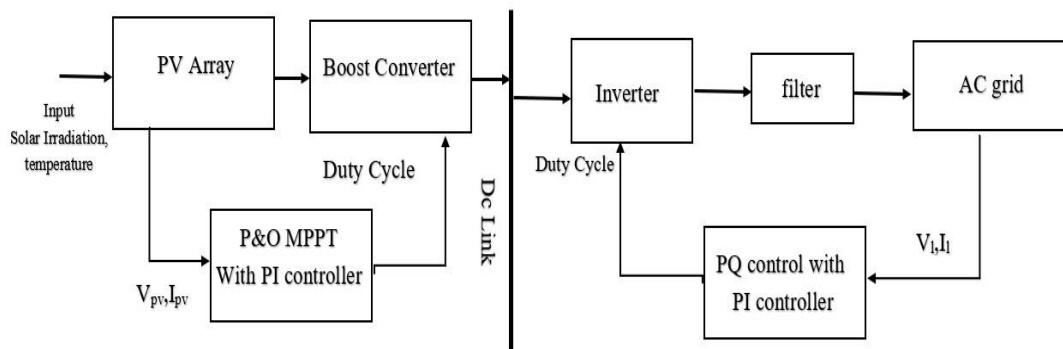 PV Array
Boost Converter
Inverter
filter
AC grid
Input
Solar Irradiation,
temperature
Duty Cycle
Duty Cycle
Dc Link
P&O MPPT
With PI controller
Vpv,Ipv
PQ control with
PI controller
Vl,Il